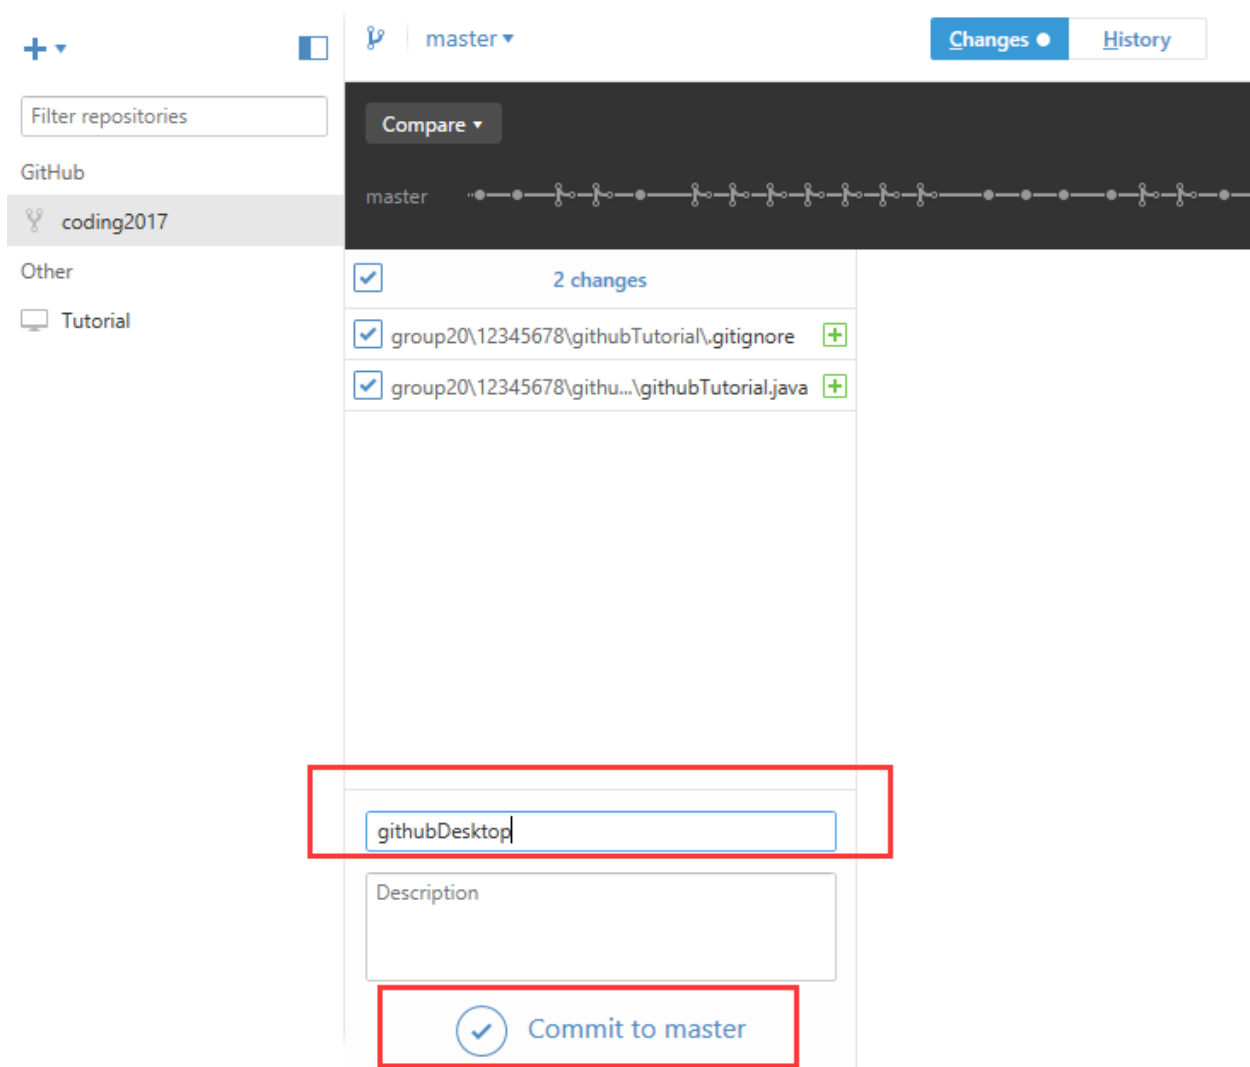 master
Changes
History
Filter repositories
GitHub
coding2017
Other
Tutorial
Compare
master
2 changes
group20\12345678\githubTutorial\.gitignore
group20\12345678\githu...\githubTutorial.java
githubDesktop
Description
Commit to master